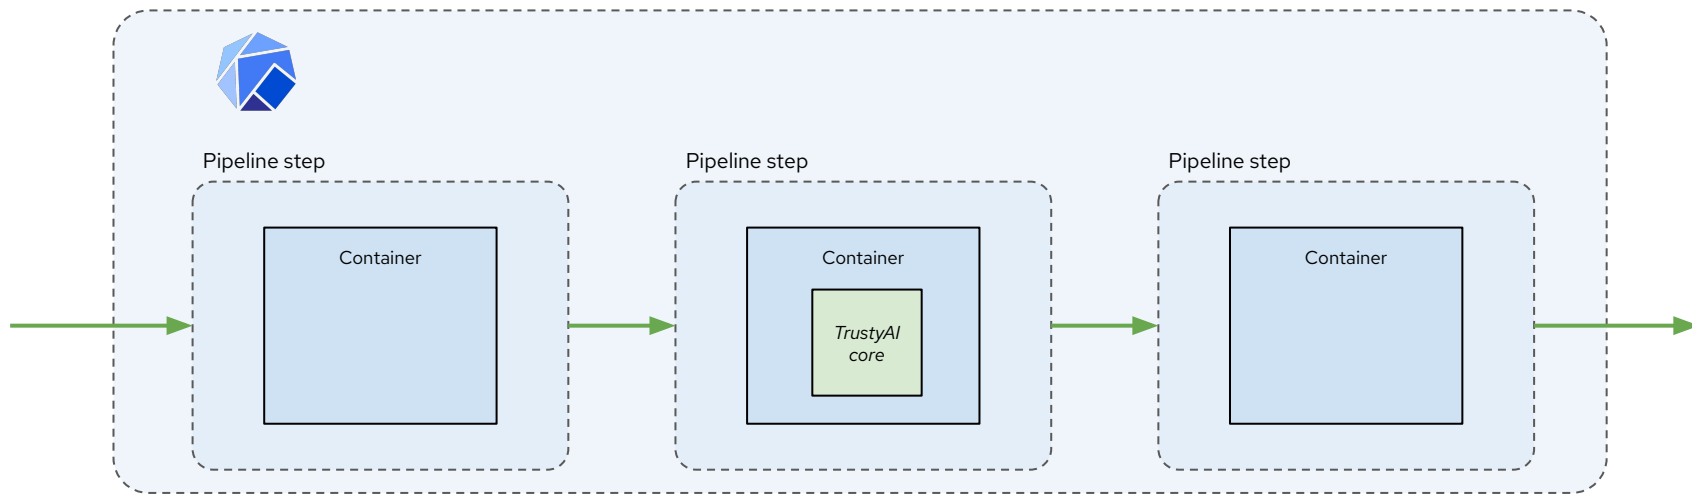 Pipeline step
Pipeline step
Pipeline step
Container
Container
Container
TrustyAI
core